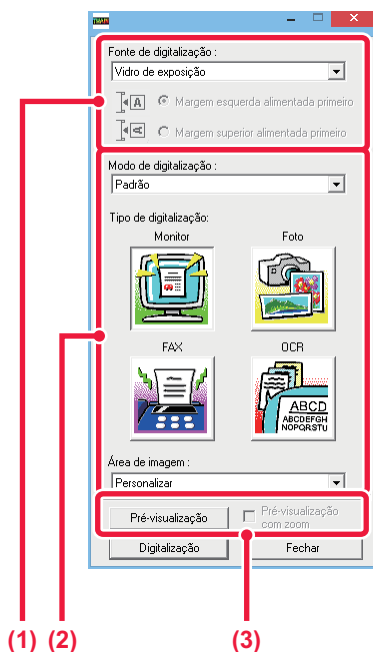 TWAIN
Fonte de digitalização :
Vidro de exposição
A
Margem esquerda alimentada primeiro
A
Margem superior alimentada primeiro
Modo de digitalização :
Padrão
Tipo de digitalização:
Monitor
Foto
FAX
OCR
ABCD
ABCDEFGH
NOPQRSTU
Área de imagem :
Personalizar
Pré-visualização
Pré-visualização
com zoom
Digitalização
Fechar
(1) (2) (3)